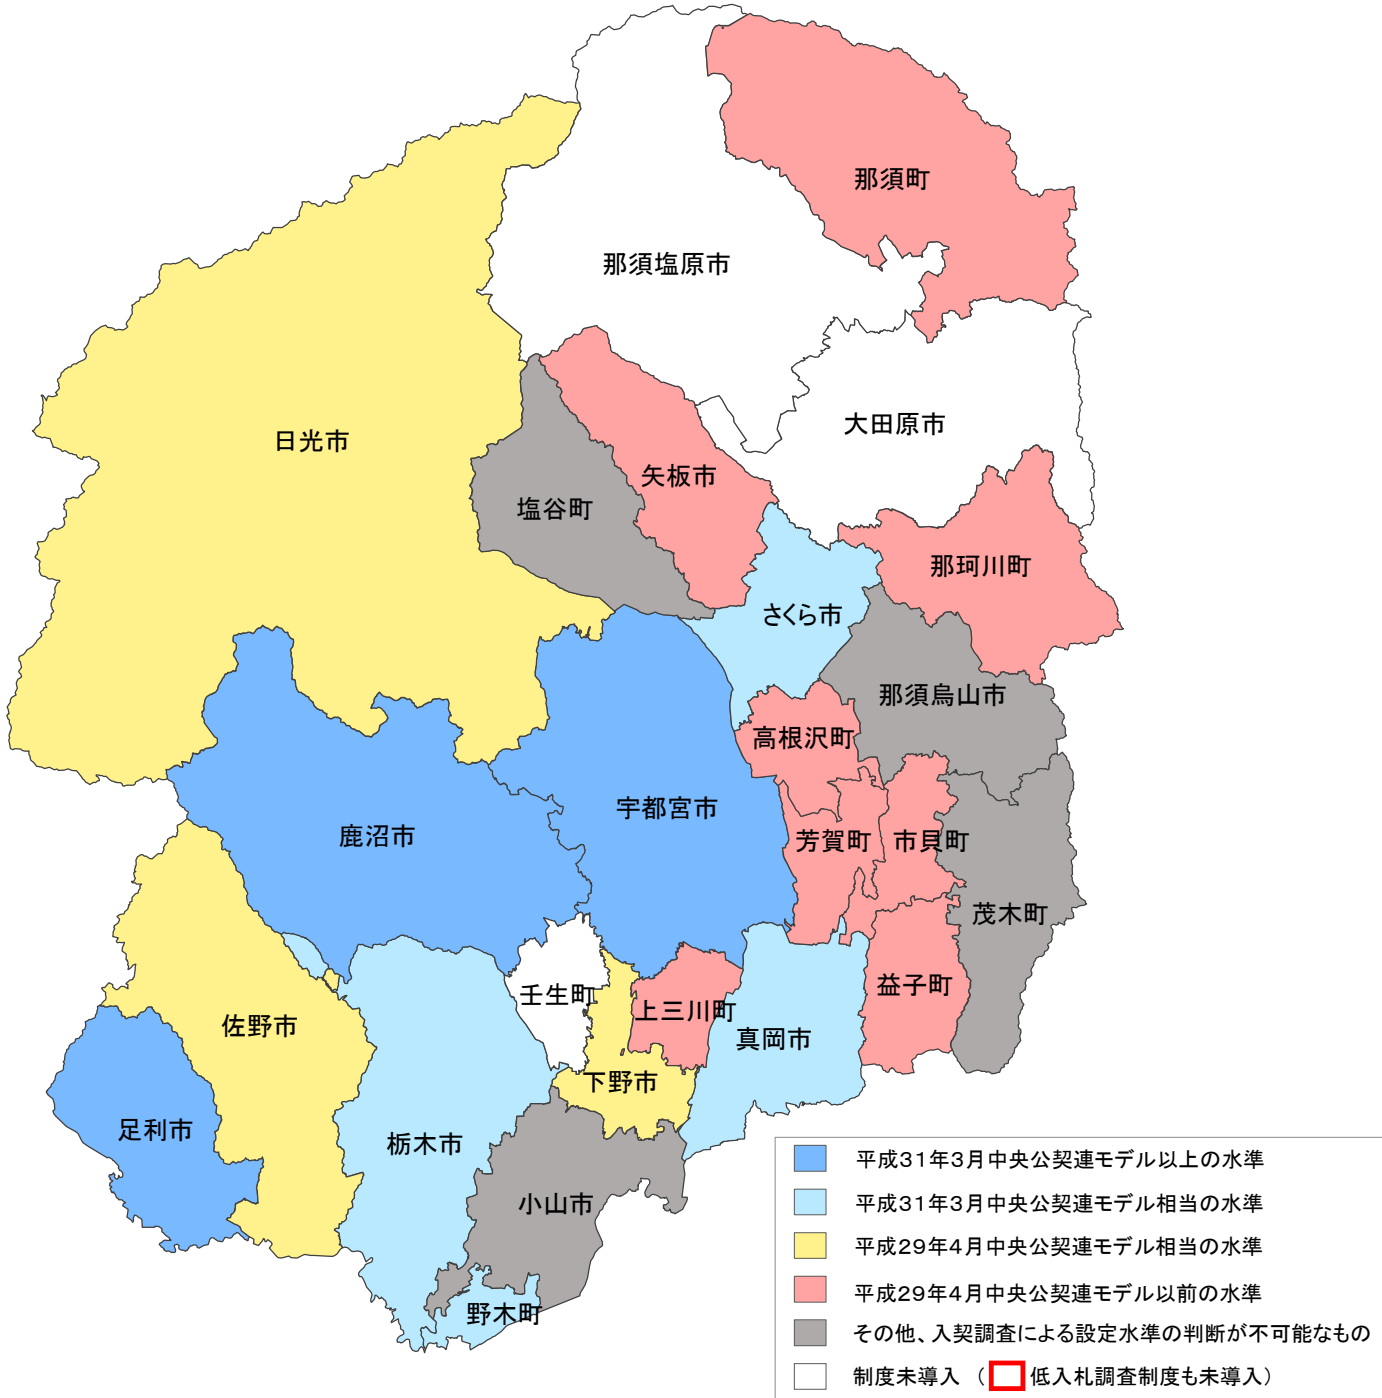 那須町
那須塩原市
大田原市
日光市
矢板市
塩谷町
那珂川町
さくら市
那須烏山市
高根沢町
宇都宮市
鹿沼市
芳賀町
市貝町
茂木町
益子町
壬生町
上三川町
佐野市
真岡市
下野市
足利市
栃木市
小山市
野木町
平成31年3月中央公契連モデル以上の水準
平成31年3月中央公契連モデル相当の水準
平成29年4月中央公契連モデル相当の水準
平成29年4月中央公契連モデル以前の水準
その他、入契調査による設定水準の判断が不可能なもの
制度未導入 （ 低入札調査制度も未導入）